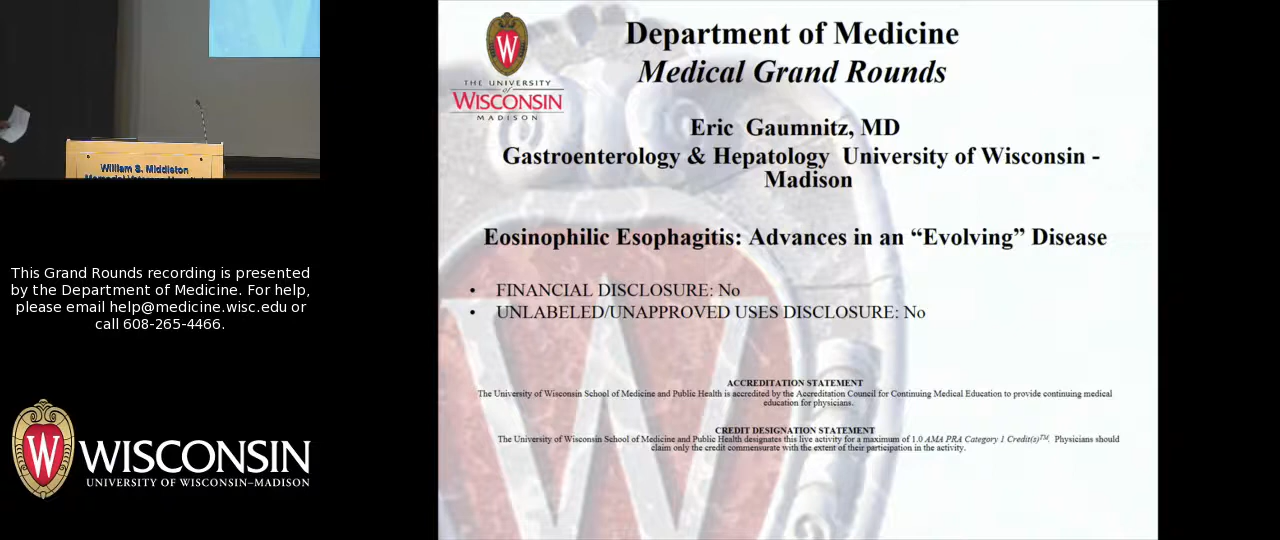 William S. Middleton
This Grand Rounds recording is presented
by the Department of Medicine. For help,
please email help@medicine.wisc.edu or
call 608-265-4466.
WISCONSIN
UNIVERSITY OF WISCONSIN–MADISON
W
THE UNIVERSITY
of
WISCONSIN
MADISON
Department of Medicine
Medical Grand Rounds
Eric Gaumnitz, MD
Gastroenterology & Hepatology University of Wisconsin -
Madison
Eosinophilic Esophagitis: Advances in an “Evolving” Disease
• FINANCIAL DISCLOSURE: No
• UNLABELED/UNAPPROVED USES DISCLOSURE: No
ACCREDITATION STATEMENT
The University of Wisconsin School of Medicine and Public Health is accredited by the Accreditation Council for Continuing Medical Education to provide continuing medical
education for physicians.
CREDIT DESIGNATION STATEMENT
The University of Wisconsin School of Medicine and Public Health designates this live activity for a maximum of 1.0 AMA PRA Category 1 Credit(s)TM. Physicians should
claim only the credit commensurate with the extent of their participation in the activity.